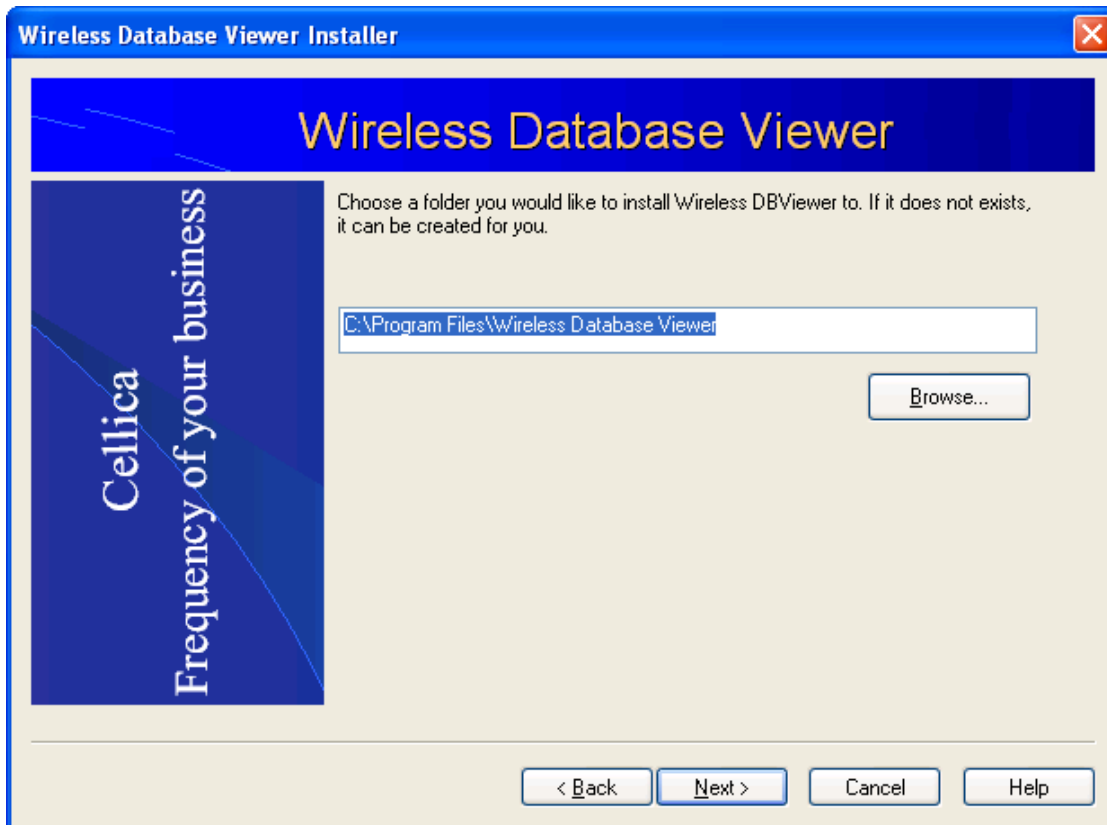 Wireless Database Viewer Installer
Wireless Database Viewer
Cellica
Frequency of your business
Choose a folder you would like to install Wireless DBViewer to. If it does not exists,
it can be created for you.
C:\Program Files\Wireless Database Viewer
Browse...
< Back
Next >
Cancel
Help